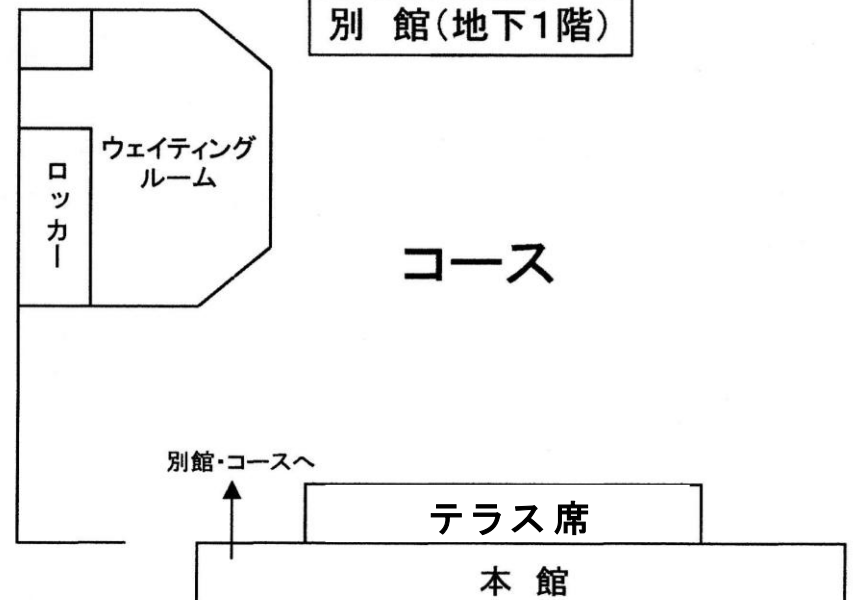 別 館(地下1階)
ウェイティング
ルーム
ロッカー
コース
別館・コースへ
テラス席
本 館